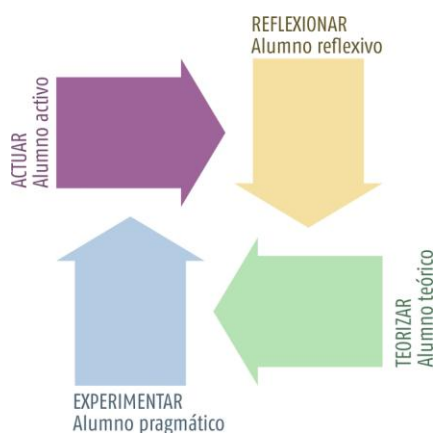 REFLEXIONAR
Alumno reflexivo
ACTUAR
Alumno activo
TEORIZAR
Alumno teórico
EXPERIMENTAR
Alumno pragmático